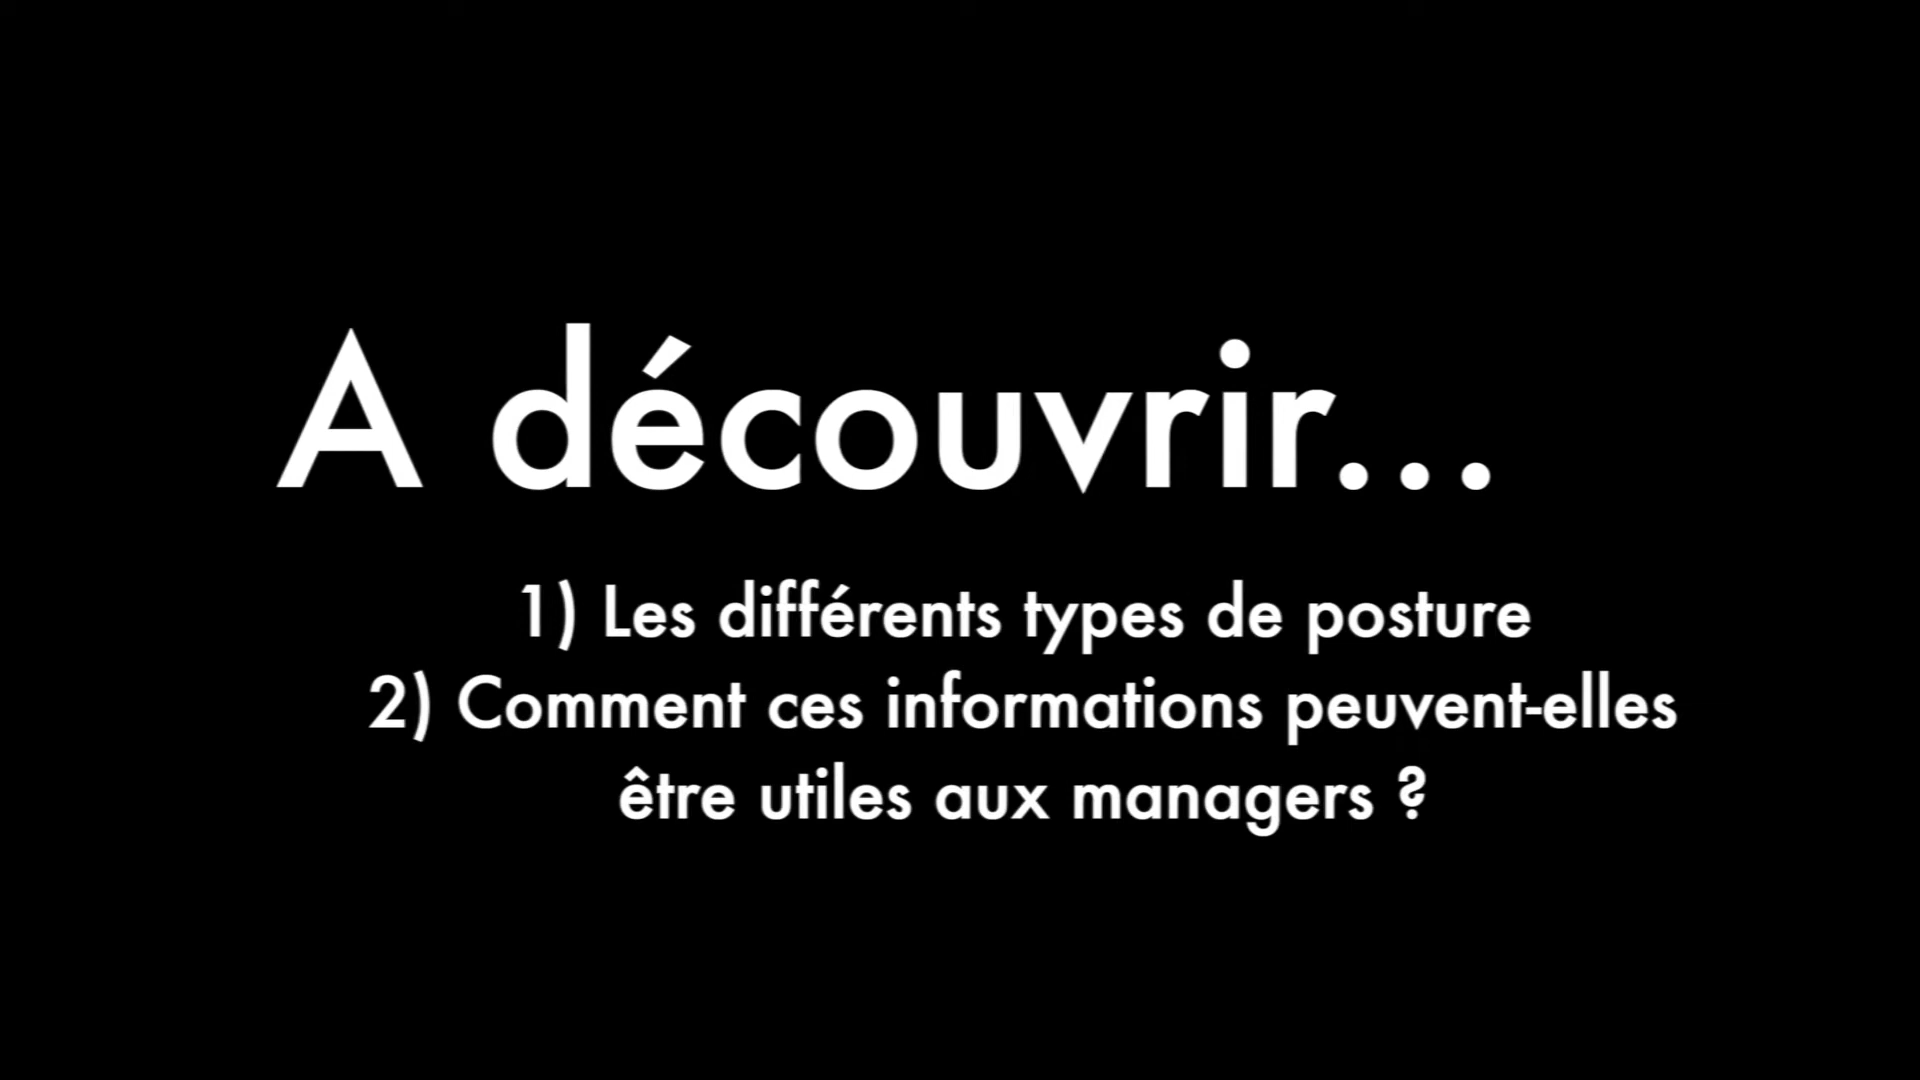 A découvrir...
1) Les différents types de posture
2) Comment ces informations peuvent-elles
être utiles aux managers ?